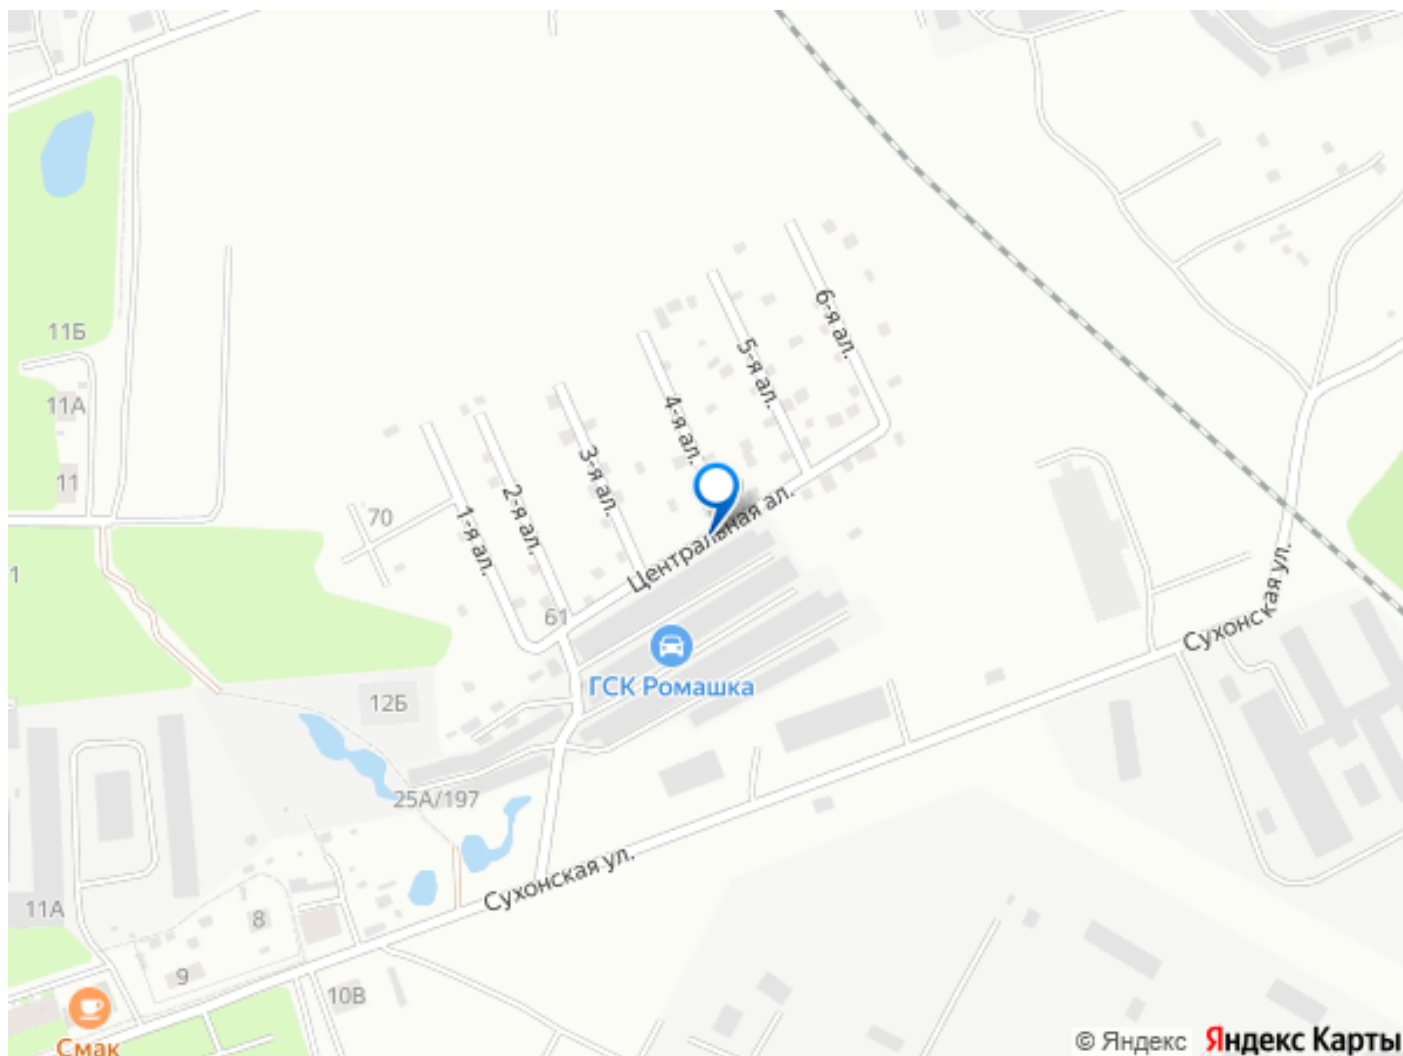 6-я ал.
11Б
5-я ал.
11А
4-я ал.
3-я ал.
11
2-я ал.
70
1-я ал.
Центральная ал.
1
61
Сухонская ул.
ГСК Ромашка
12Б
25А/197
Сухонская ул.
11А
8
9
10В
Смак
© Яндекс Яндекс Карты